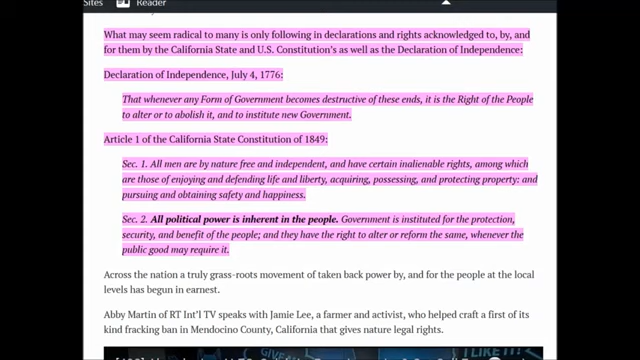 Sites Reader
What may seem radical to many is only following in declarations and rights acknowledged to, by, and
for them by the California State and U.S. Constitution's as well as the Declaration of Independence:
Declaration of Independence, July 4, 1776:
That whenever any Form of Government becomes destructive of these ends, it is the Right of the People
to alter or to abolish it, and to institute new Government.
Article 1 of the California State Constitution of 1849:
Sec. 1. All men are by nature free and independent, and have certain inalienable rights, among which
are those of enjoying and defending life and liberty, acquiring, possessing, and protecting property: and
pursuing and obtaining safety and happiness.
Sec. 2. All political power is inherent in the people. Government is instituted for the protection,
security, and benefit of the people; and they have the right to alter or reform the same, whenever the
public good may require it.
Across the nation a truly grass-roots movement of taken back power by, and for the people at the local
levels has begun in earnest.
Abby Martin of RT Int'l TV speaks with Jamie Lee, a farmer and activist, who helped craft a first of its
kind fracking ban in Mendocino County, California that gives nature legal rights.